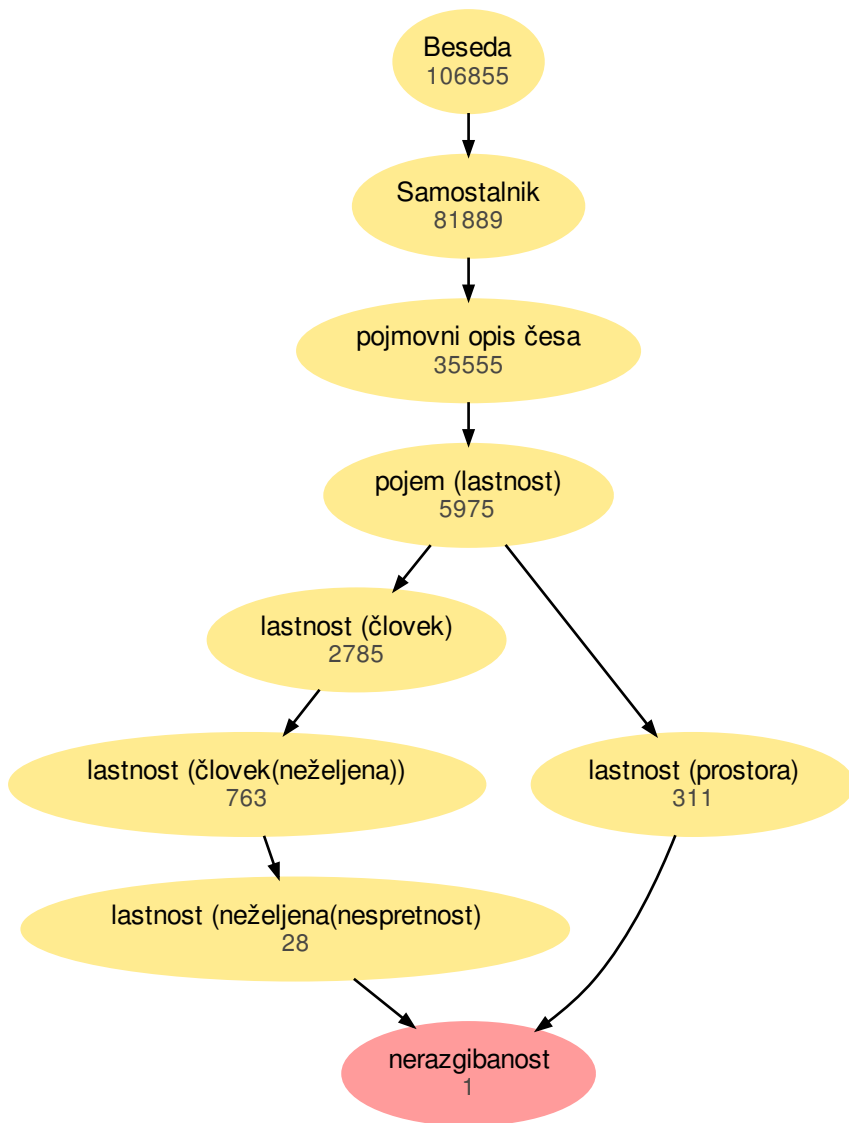 Beseda
106855
Samostalnik
81889
pojmovni opis česa
35555
pojem (lastnost)
5975
lastnost (človek)
2785
lastnost (človek(neželjena))
763
lastnost (prostora)
311
lastnost (neželjena(nespretnost)
28
nerazgibanost
1